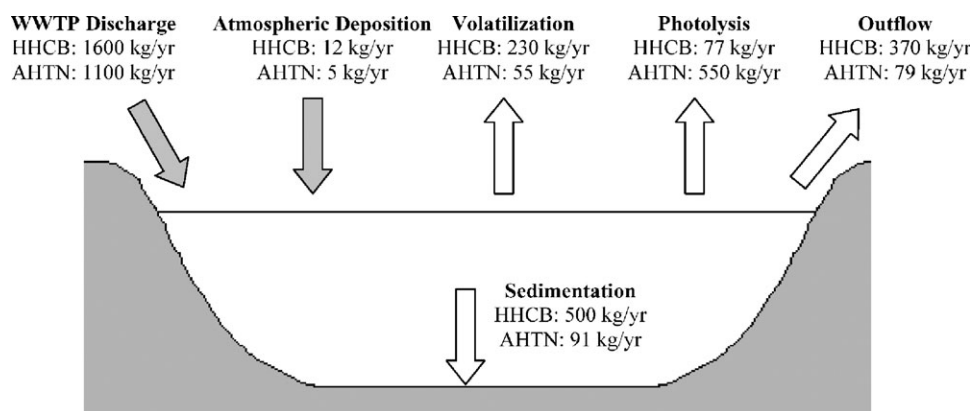 WWTP Discharge
HHCB: 1600 kg/yr
AHTN: 1100 kg/yr
Atmospheric Deposition
HHCB: 12 kg/yr
AHTN: 5 kg/yr
Volatilization
HHCB: 230 kg/yr
AHTN: 55 kg/yr
Photolysis
HHCB: 77 kg/yr
AHTN: 550 kg/yr
Outflow
HHCB: 370 kg/yr
AHTN: 79 kg/yr
Sedimentation
HHCB: 500 kg/yr
AHTN: 91 kg/yr